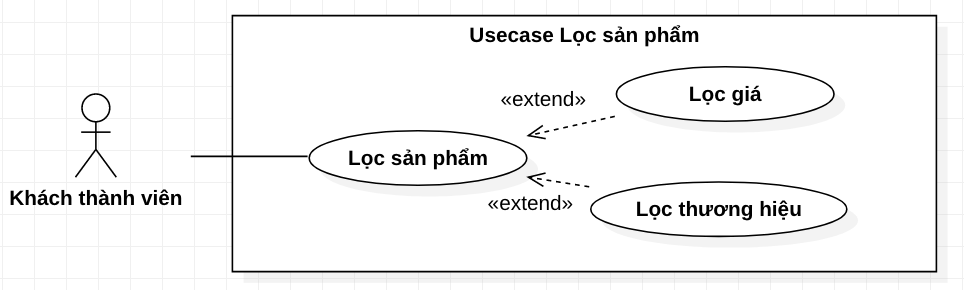 Usecase Lọc sản phẩm
«extend»
Lọc giá
Lọc sản phẩm
Khách thành viên
«extend»
Lọc thương hiệu